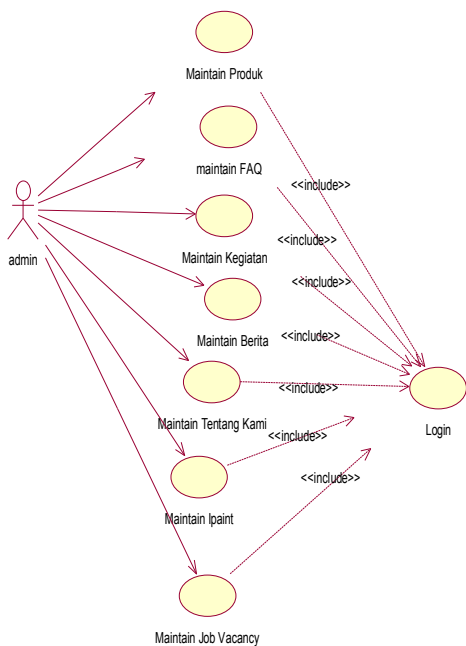 Maintain Produk
maintain FAQ
<<include>>
admin
Maintain Kegiatan
<<include>>
<<include>>
Maintain Berita
<<include>>
Maintain Tentang Kami
<<include>>
Login
<<include>>
Maintain Ipaint
<<include>>
Maintain Job Vacancy